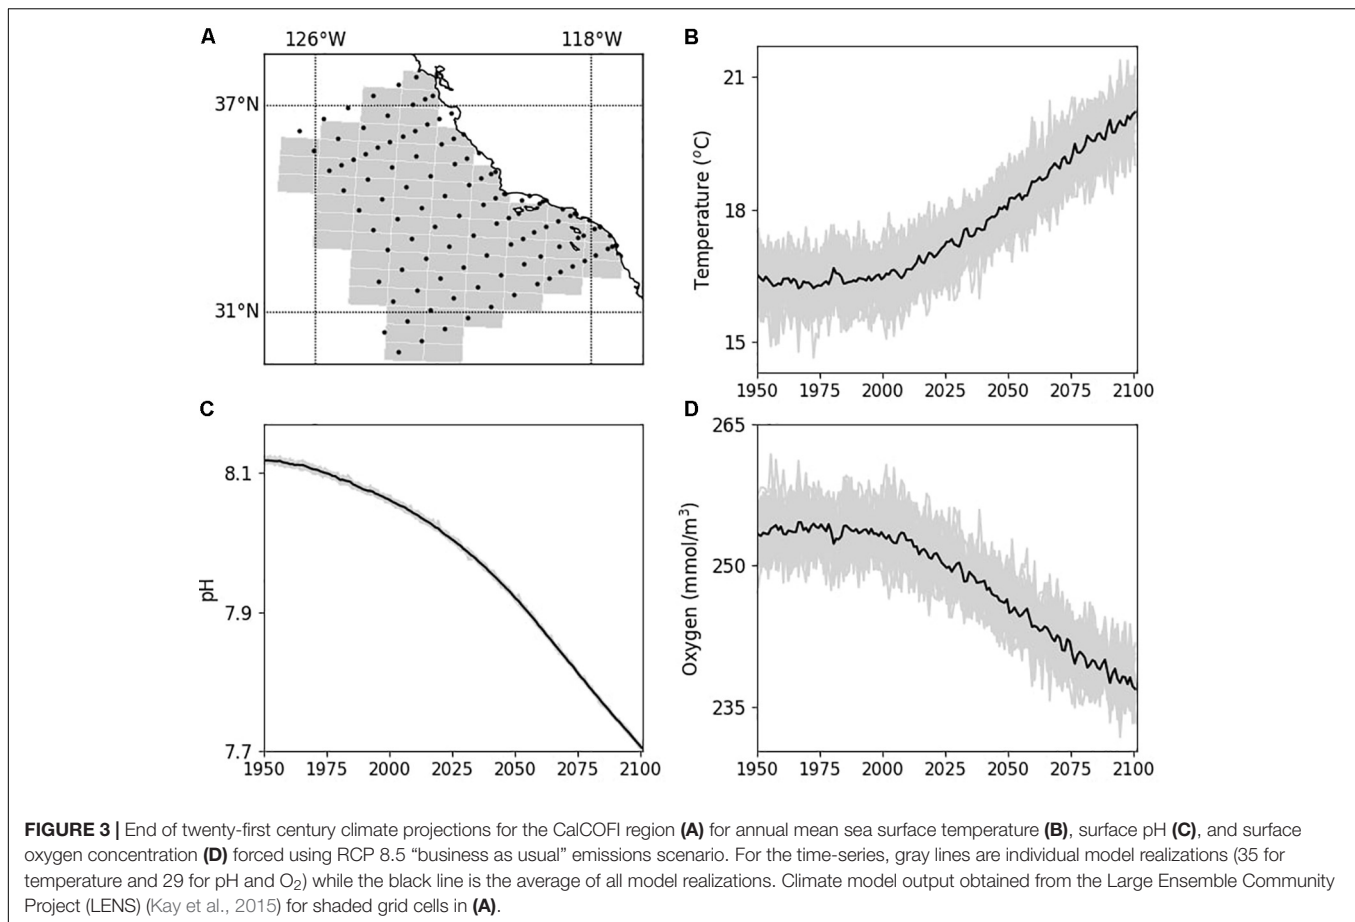 A
126°W 118°W
37°N
31°N
B
21
18
15
Temperature (°C)
1950 1975 2000 2025 2050 2075 2100
C
8.1
7.9
7.7
pH
1950 1975 2000 2025 2050 2075 2100
D
265
250
235
Oxygen (mmol/m³)
1950 1975 2000 2025 2050 2075 2100
FIGURE 3 | End of twenty-first century climate projections for the CalCOFI region (A) for annual mean sea surface temperature (B), surface pH (C), and surface
oxygen concentration (D) forced using RCP 8.5 “business as usual” emissions scenario. For the time-series, gray lines are individual model realizations (35 for
temperature and 29 for pH and O₂) while the black line is the average of all model realizations. Climate model output obtained from the Large Ensemble Community
Project (LENS) (Kay et al., 2015) for shaded grid cells in (A).